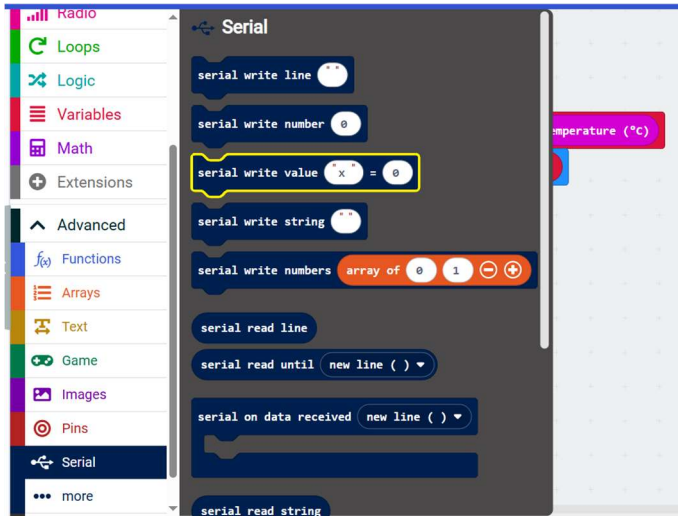 Radio
Loops
Logic
Variables
Math
Extensions
Advanced
f(x) Functions
Arrays
Text
Game
Images
Pins
Serial
more
Serial
serial write line " "
serial write number 0
serial write value "x" = 0
serial write string " "
serial write numbers array of 0 1
serial read line
serial read until new line ( )
serial on data received new line ( )
serial read string
emperature (°C)